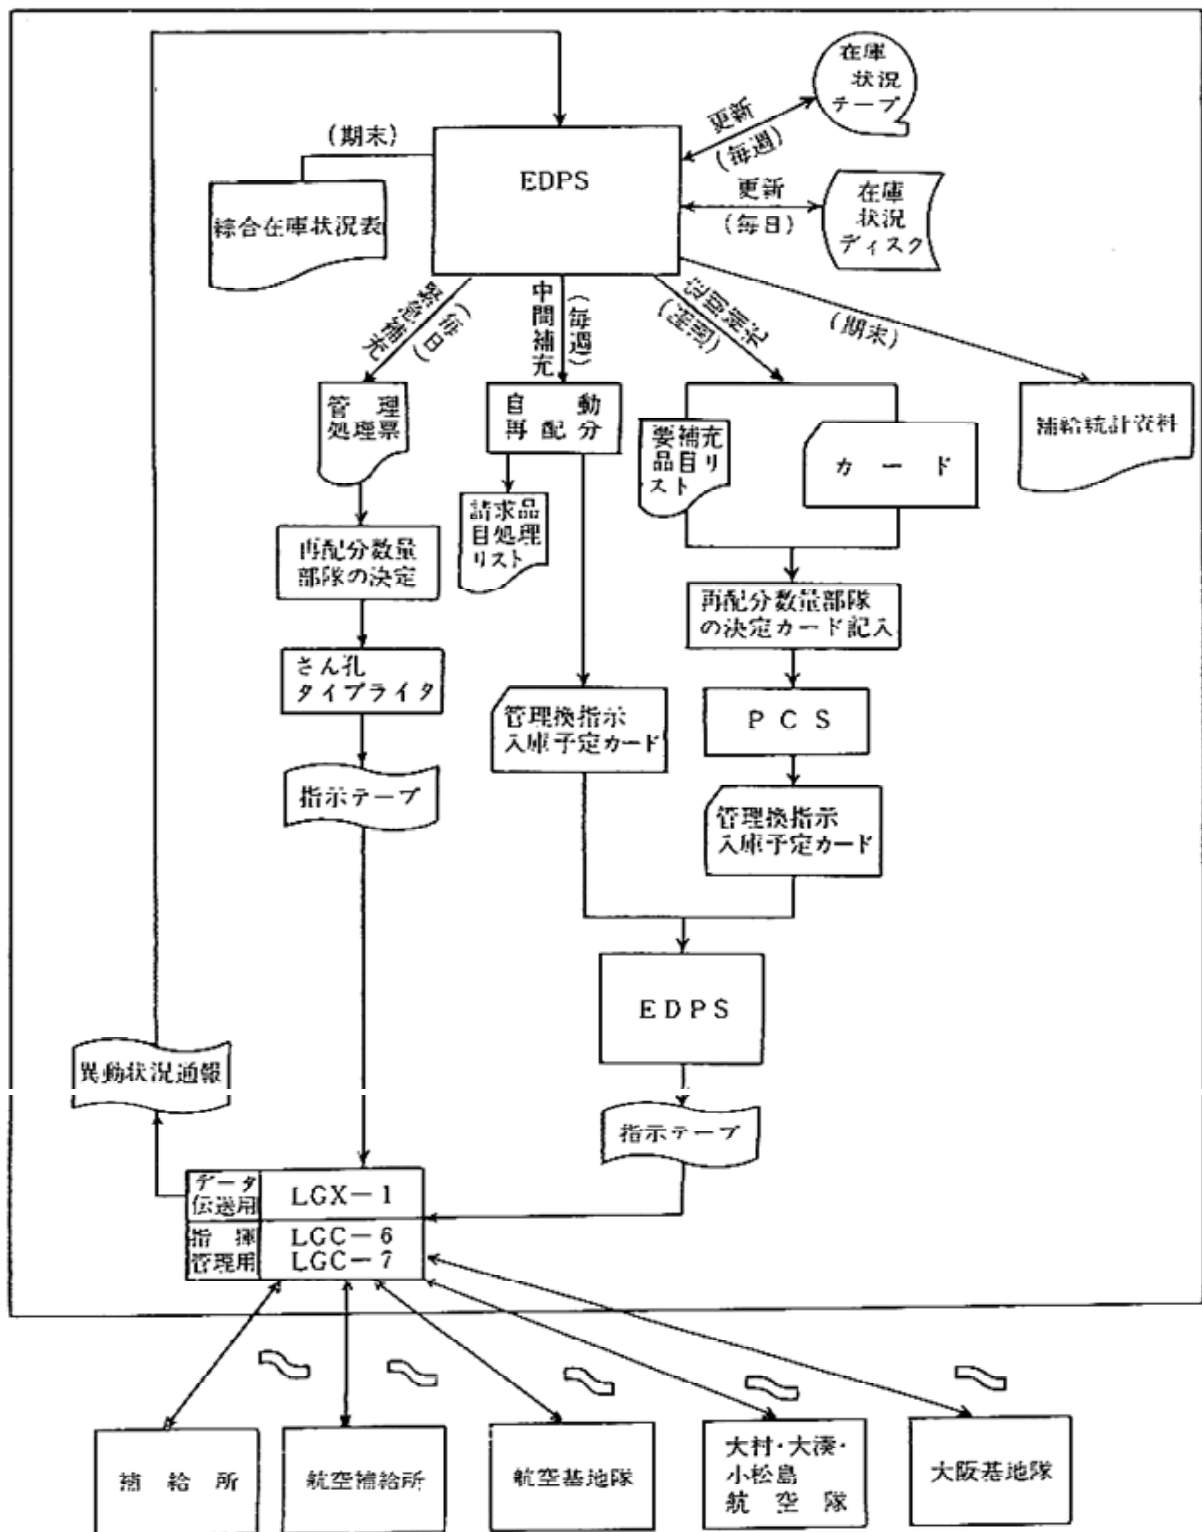 在庫
状況
テープ
更新
(毎週)
(期末)
EDPS
更新
(毎日)
在庫
状況
ディスク
綜合在庫状況表
緊急補充
(毎日)
中間補充
(毎週)
定期補充
(期末)
管理
処理票
自動
再配分
要補充
品目リ
スト
カード
補給統計資料
請求品
目処理
リスト
再配分数量
部隊の決定
再配分数量部隊
の決定カード記入
さん孔
タイプライタ
管理換指示
入庫予定カード
PCS
指示テープ
管理換指示
入庫予定カード
EDPS
異動状況通報
指示テープ
データ
伝送用
LGX-1
指揮
管理用
LGC-6
LGC-7
補給所
航空補給所
航空基地隊
大村・大湊・
小松島
航空隊
大阪基地隊